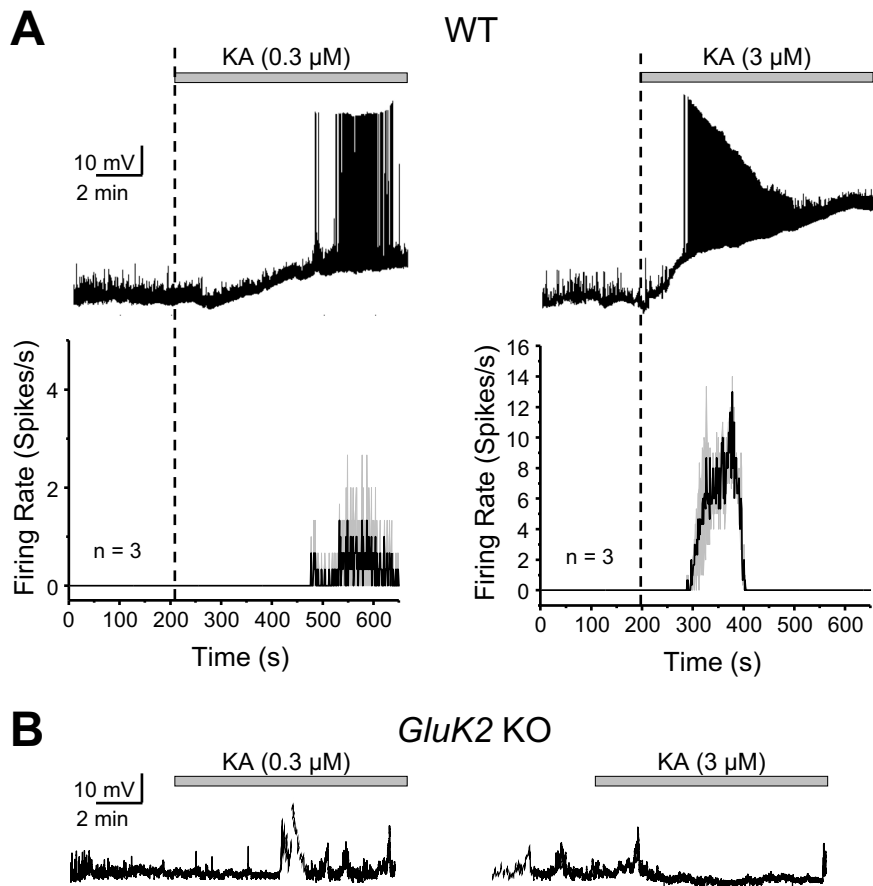 A
WT
KA (0.3 µM)
KA (3 µM)
10 mV
2 min
Firing Rate (Spikes/s)
4
2
0
n = 3
0 100 200 300 400 500 600
Time (s)
Firing Rate (Spikes/s)
16
14
12
10
8
6
4
2
0
n = 3
0 100 200 300 400 500 600
Time (s)
B
GluK2 KO
KA (0.3 µM)
KA (3 µM)
10 mV
2 min